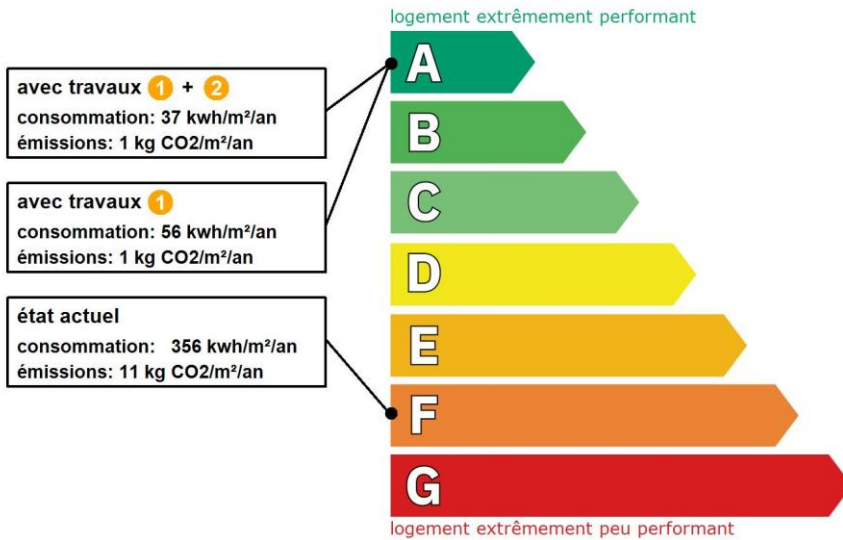 logement extrêmement performant
A
avec travaux 1 + 2
consommation: 37 kwh/m²/an
émissions: 1 kg CO2/m²/an
B
avec travaux 1
consommation: 56 kwh/m²/an
émissions: 1 kg CO2/m²/an
C
D
état actuel
consommation: 356 kwh/m²/an
émissions: 11 kg CO2/m²/an
E
F
G
logement extrêmement peu performant